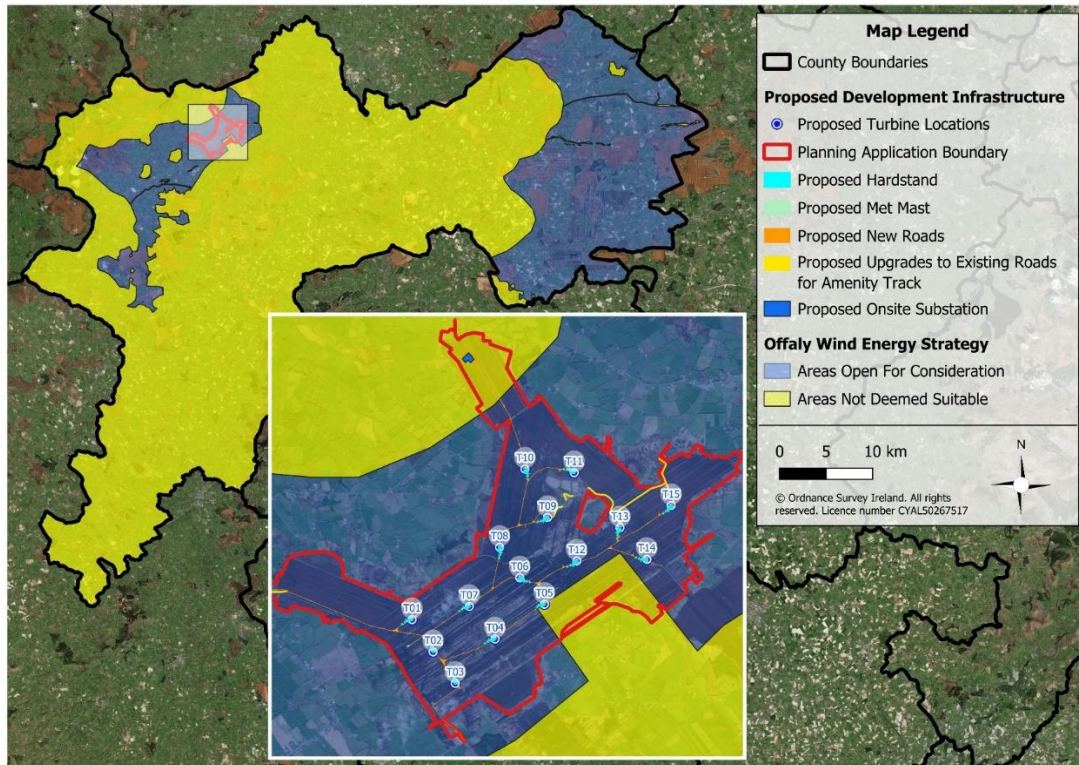 Map Legend
County Boundaries
Proposed Development Infrastructure
Proposed Turbine Locations
Planning Application Boundary
Proposed Hardstand
Proposed Met Mast
Proposed New Roads
Proposed Upgrades to Existing Roads
for Amenity Track
Proposed Onsite Substation
Offaly Wind Energy Strategy
Areas Open For Consideration
Areas Not Deemed Suitable
0 5 10 km
N
© Ordnance Survey Ireland. All rights
reserved. Licence number CYAL50267517
T10
T11
T15
T09
T13
T08
T12
T14
T06
T05
T07
T01
T04
T02
T03